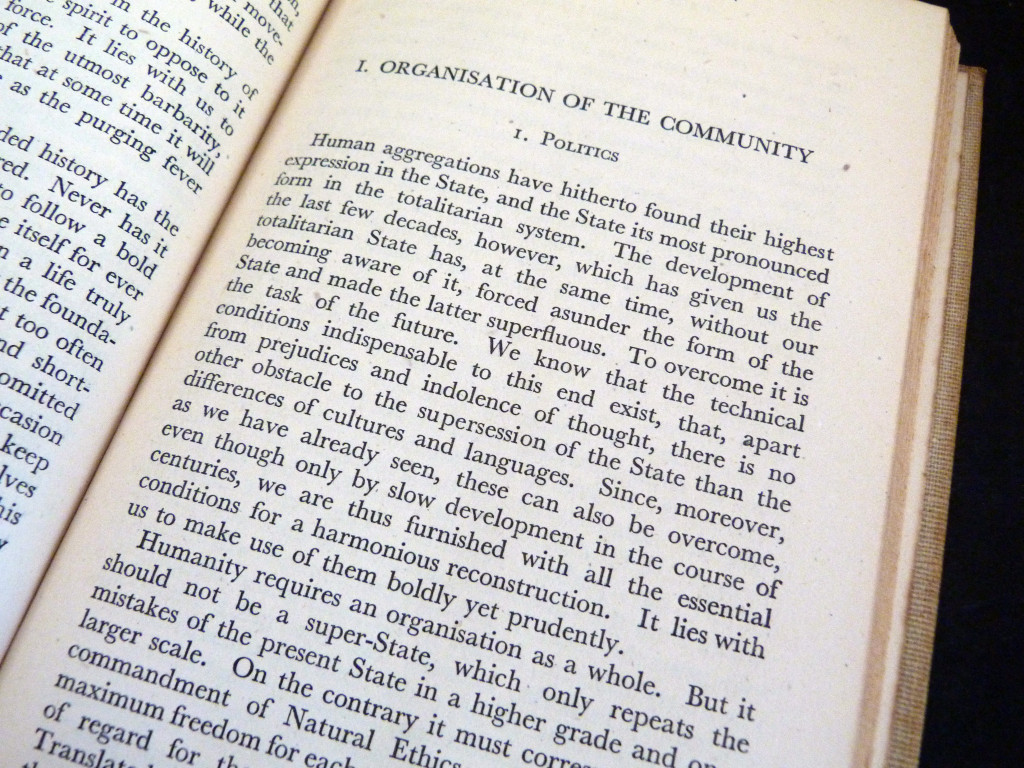 that
move-
while the
in the history of
spirit to oppose to it
force. It lies with us to
of the utmost barbarity,
that at some time it will
as the purging fever
history has the
Never has it
to follow a bold
itself for ever
a life truly
the founda-
too often
short-
omitted
keep
I. ORGANISATION OF THE COMMUNITY
1. POLITICS
Human aggregations have hitherto found their highest
expression in the State, and the State its most pronounced
form in the totalitarian system. The development of
the last few decades, however, which has given us the
totalitarian State has, at the same time, without our
becoming aware of it, forced asunder the form of the
State and made the latter superfluous. To overcome it is
the task of the future. We know that the technical
conditions indispensable to this end exist, that, apart
from prejudices and indolence of thought, there is no
other obstacle to the supersession of the State than the
differences of cultures and languages. Since, moreover,
as we have already seen, these can also be overcome,
even though only by slow development in the course of
centuries, we are thus furnished with all the essential
conditions for a harmonious reconstruction. It lies with
us to make use of them boldly yet prudently.
Humanity requires an organisation as a whole. But it
should not be a super-State, which only repeats the
mistakes of the present State in a higher grade and on
larger scale. On the contrary it must
commandment of Natural Ethics
maximum freedom for each
of regard for